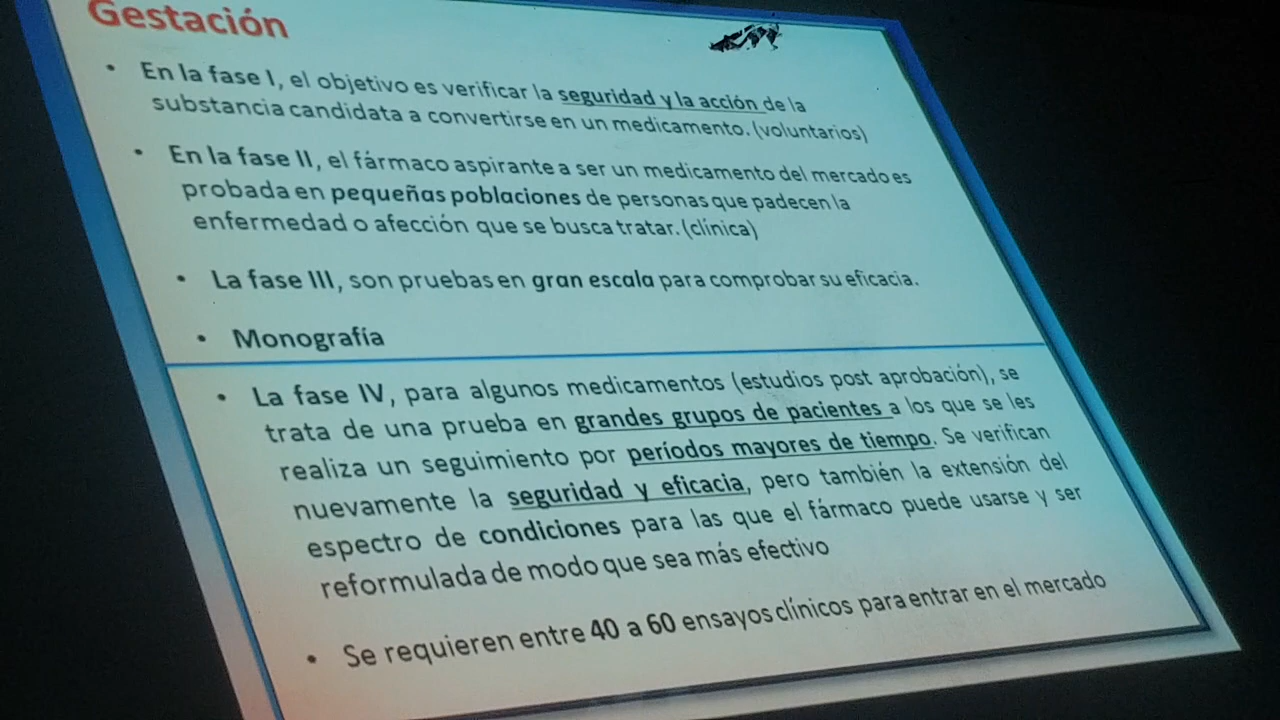 Gestación
• En la fase I, el objetivo es verificar la seguridad y la acción de la
substancia candidata a convertirse en un medicamento. (voluntarios)
• En la fase II, el fármaco aspirante a ser un medicamento del mercado es
probada en pequeñas poblaciones de personas que padecen la
enfermedad o afección que se busca tratar. (clínica)
• La fase III, son pruebas en gran escala para comprobar su eficacia.
• Monografía
• La fase IV, para algunos medicamentos (estudios post aprobación), se
trata de una prueba en grandes grupos de pacientes a los que se les
realiza un seguimiento por períodos mayores de tiempo. Se verifican
nuevamente la seguridad y eficacia, pero también la extensión del
espectro de condiciones para las que el fármaco puede usarse y ser
reformulada de modo que sea más efectivo
• Se requieren entre 40 a 60 ensayos clínicos para entrar en el mercado